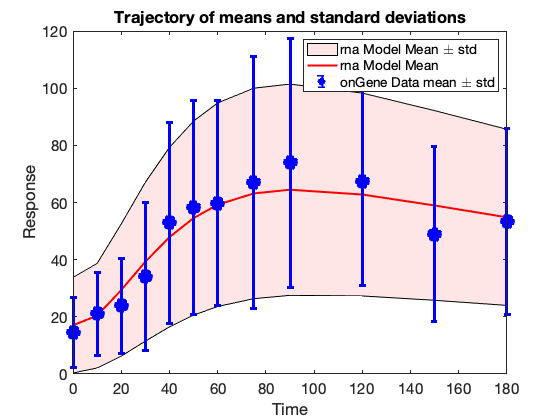 Trajectory of means and standard deviations
120
100
80
60
40
20
0
Response
rna Model Mean ± std
rna Model Mean
onGene Data mean ± std
0 20 40 60 80 100 120 140 160 180
Time